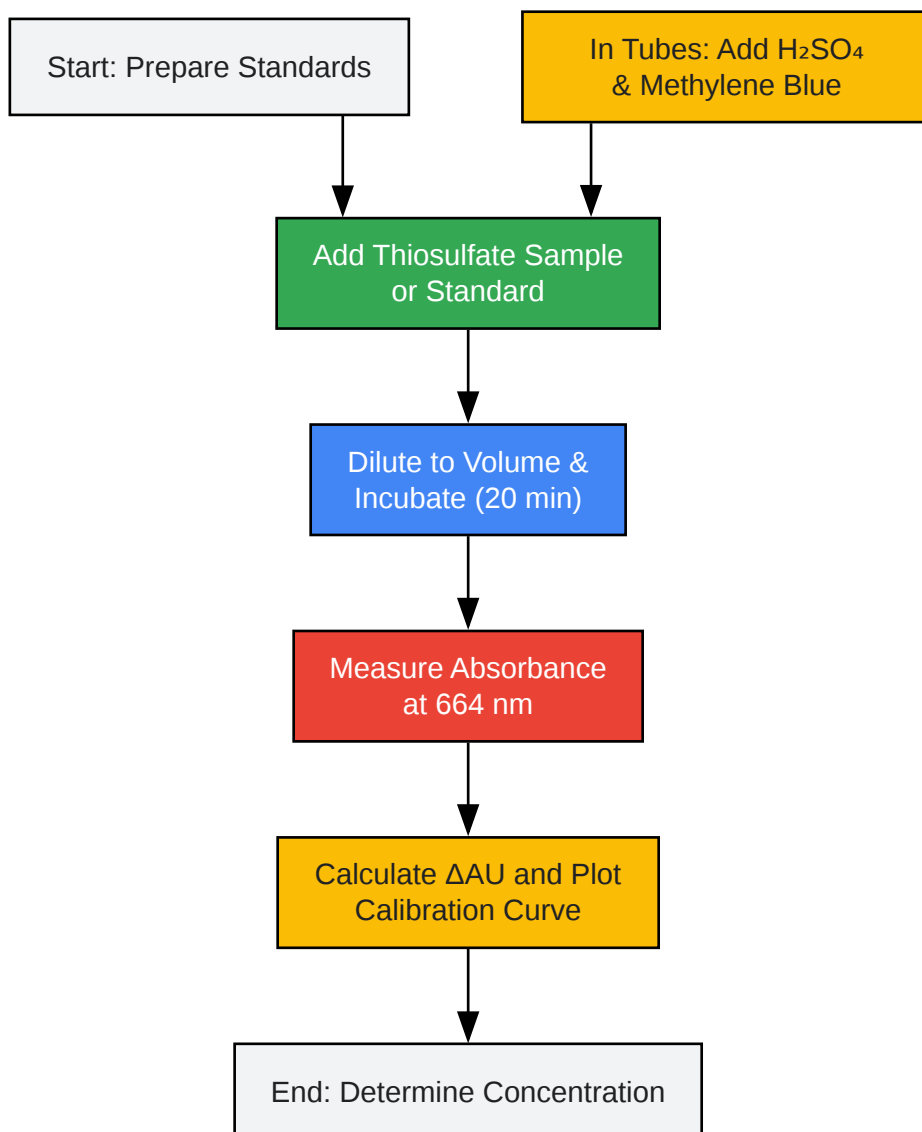 Start: Prepare Standards
In Tubes: Add H₂SO₄
& Methylene Blue
Add Thiosulfate Sample
or Standard
Dilute to Volume &
Incubate (20 min)
Measure Absorbance
at 664 nm
Calculate ΔAU and Plot
Calibration Curve
End: Determine Concentration